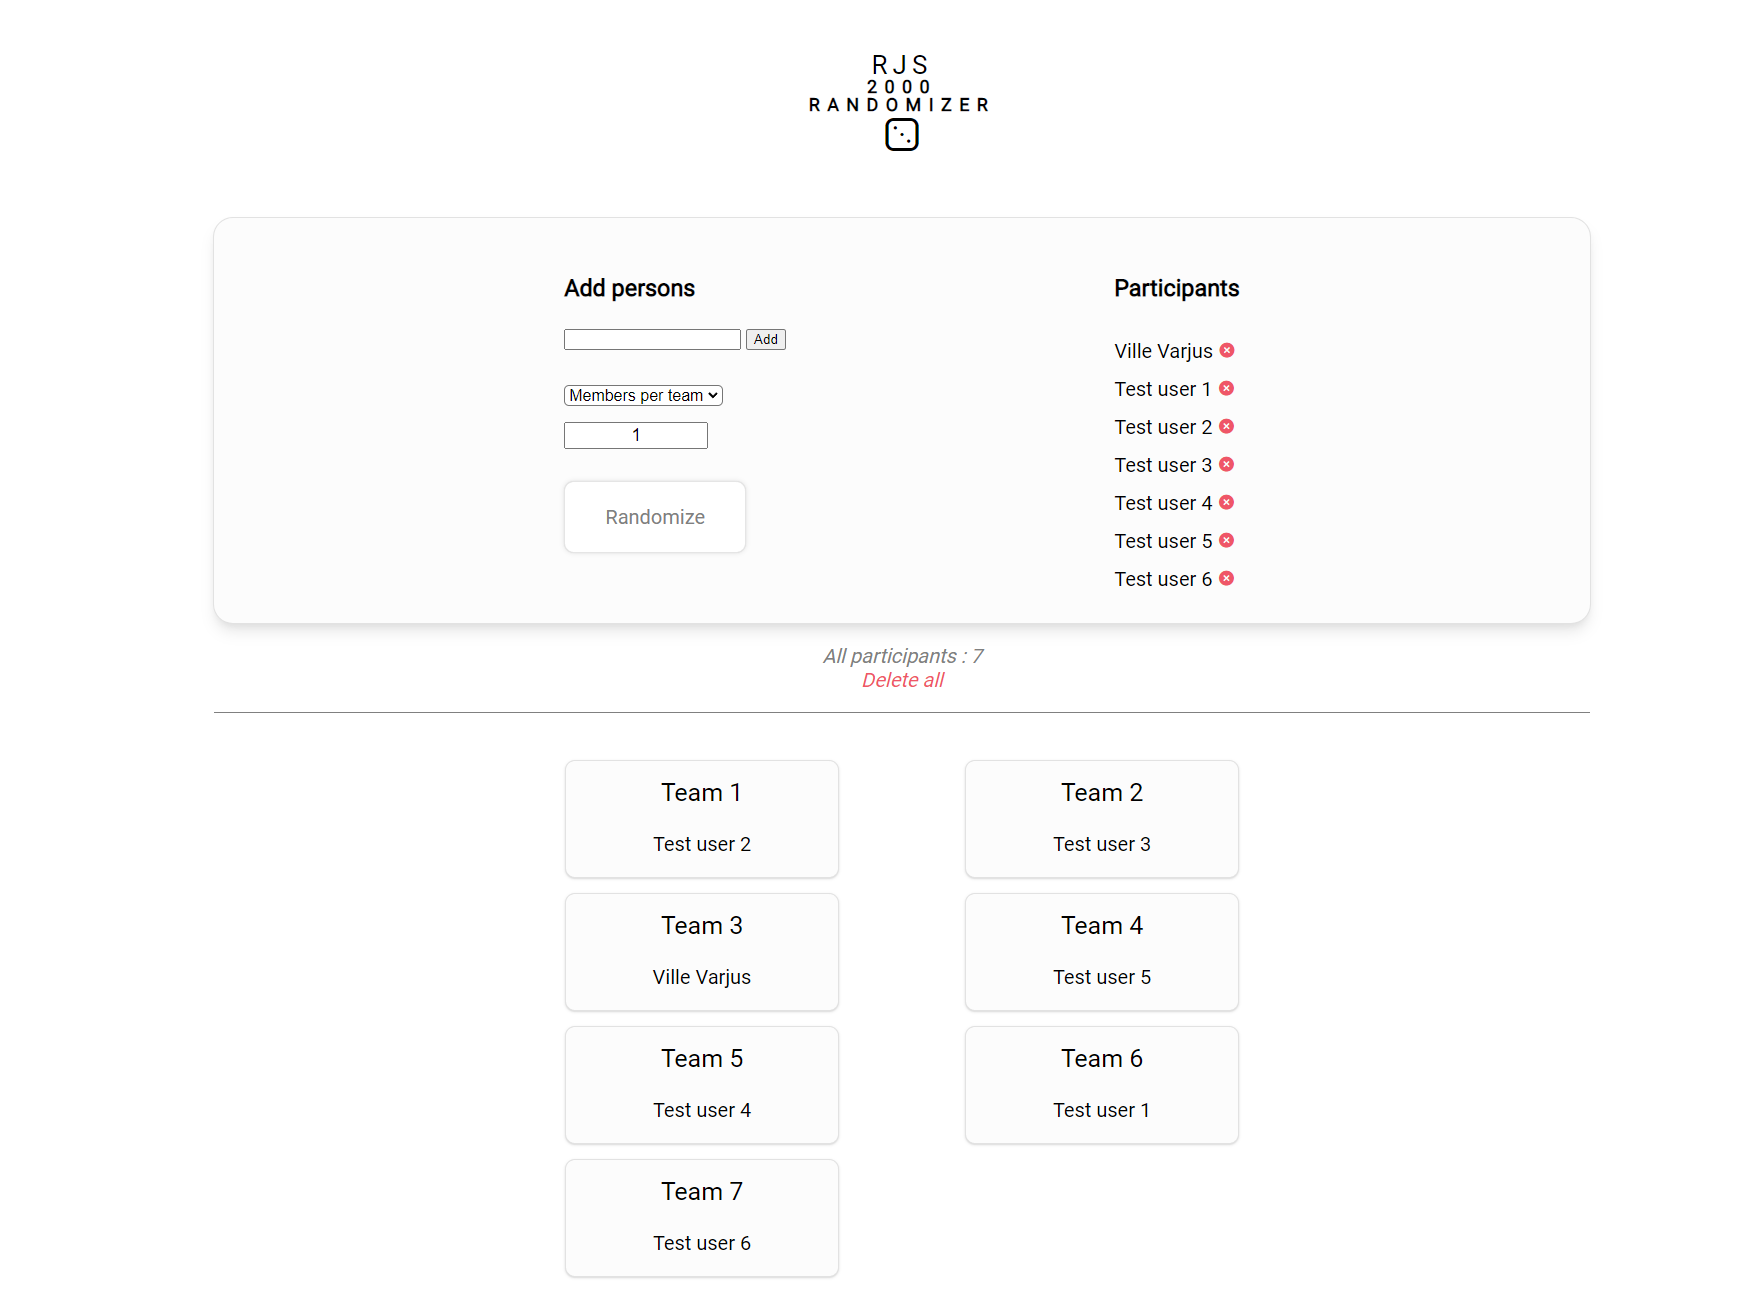 RJS
2000
RANDOMIZER
Add persons
Add
Members per team
1
Randomize
Participants
Ville Varjus
Test user 1
Test user 2
Test user 3
Test user 4
Test user 5
Test user 6
All participants : 7
Delete all
Team 1
Test user 2
Team 2
Test user 3
Team 3
Ville Varjus
Team 4
Test user 5
Team 5
Test user 4
Team 6
Test user 1
Team 7
Test user 6